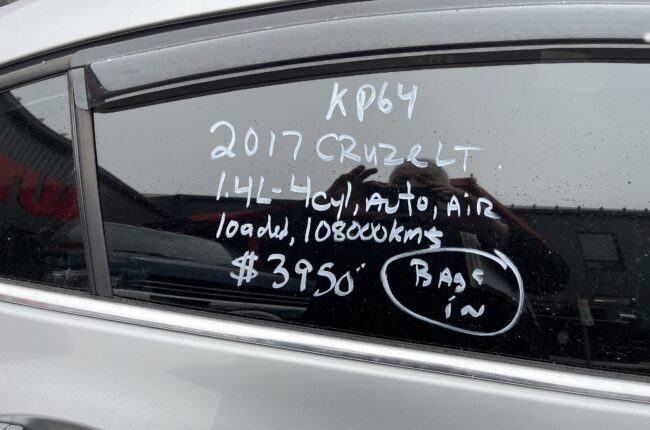 KP64
2017 CRUZE LT
1.4L-4cyl, Auto, AiR
loaded, 108000kms
$3950
BAgs
iN